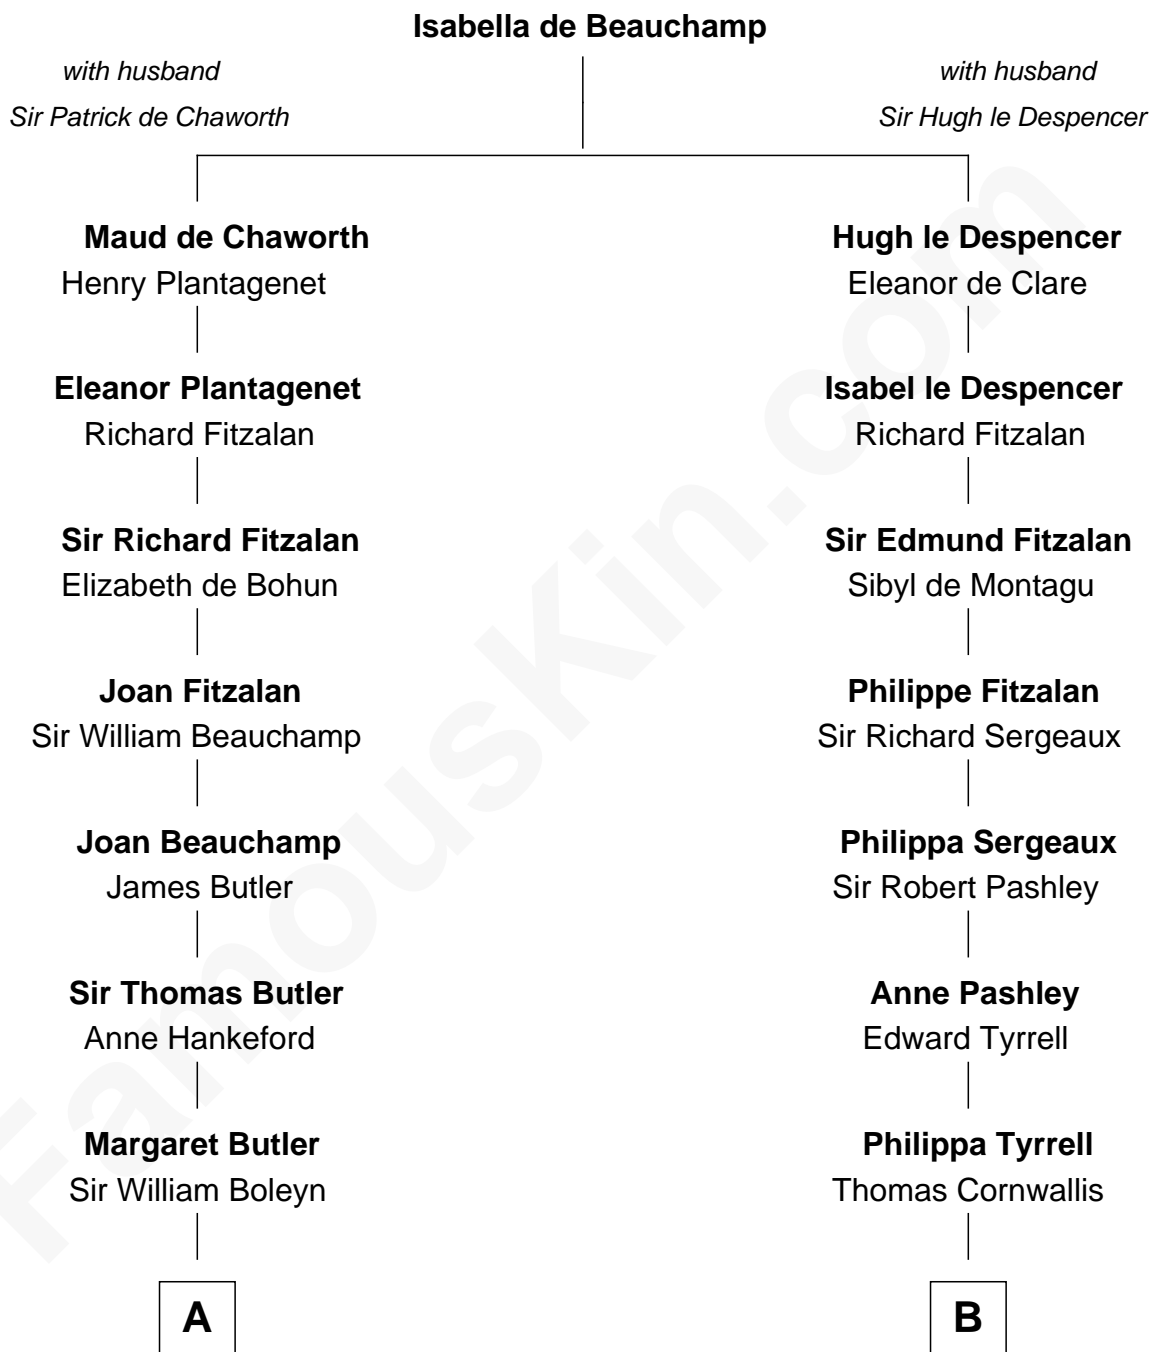 Isabella de Beauchamp
with husband
Sir Patrick de Chaworth
with husband
Sir Hugh le Despencer
Maud de Chaworth
Henry Plantagenet
Hugh le Despencer
Eleanor de Clare
Eleanor Plantagenet
Richard Fitzalan
Isabel le Despencer
Richard Fitzalan
Sir Richard Fitzalan
Elizabeth de Bohun
Sir Edmund Fitzalan
Sibyl de Montagu
Joan Fitzalan
Sir William Beauchamp
Philippe Fitzalan
Sir Richard Sergeaux
Joan Beauchamp
James Butler
Philippa Sergeaux
Sir Robert Pashley
Sir Thomas Butler
Anne Hankeford
Anne Pashley
Edward Tyrrell
Margaret Butler
Sir William Boleyn
Philippa Tyrrell
Thomas Cornwallis
A
B
FamousKin.com